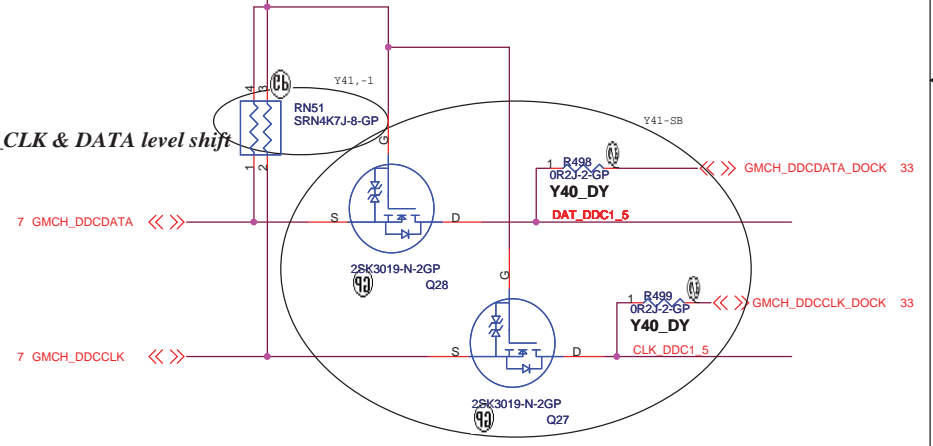 Y41,-1
4
3
RN51
SRN4K7J-8-GP
_CLK & DATA level shift
1
2
G
Y41-SB
1
R498
0R2J-2-GP
Y40_DY
GMCH_DDCDATA_DOCK 33
7 GMCH_DDCDATA
S
D
DAT_DDC1_5
2SK3019-N-2GP
Q28
G
1
R499
0R2J-2-GP
Y40_DY
GMCH_DDCCLK_DOCK 33
7 GMCH_DDCCLK
S
D
CLK_DDC1_5
2SK3019-N-2GP
Q27